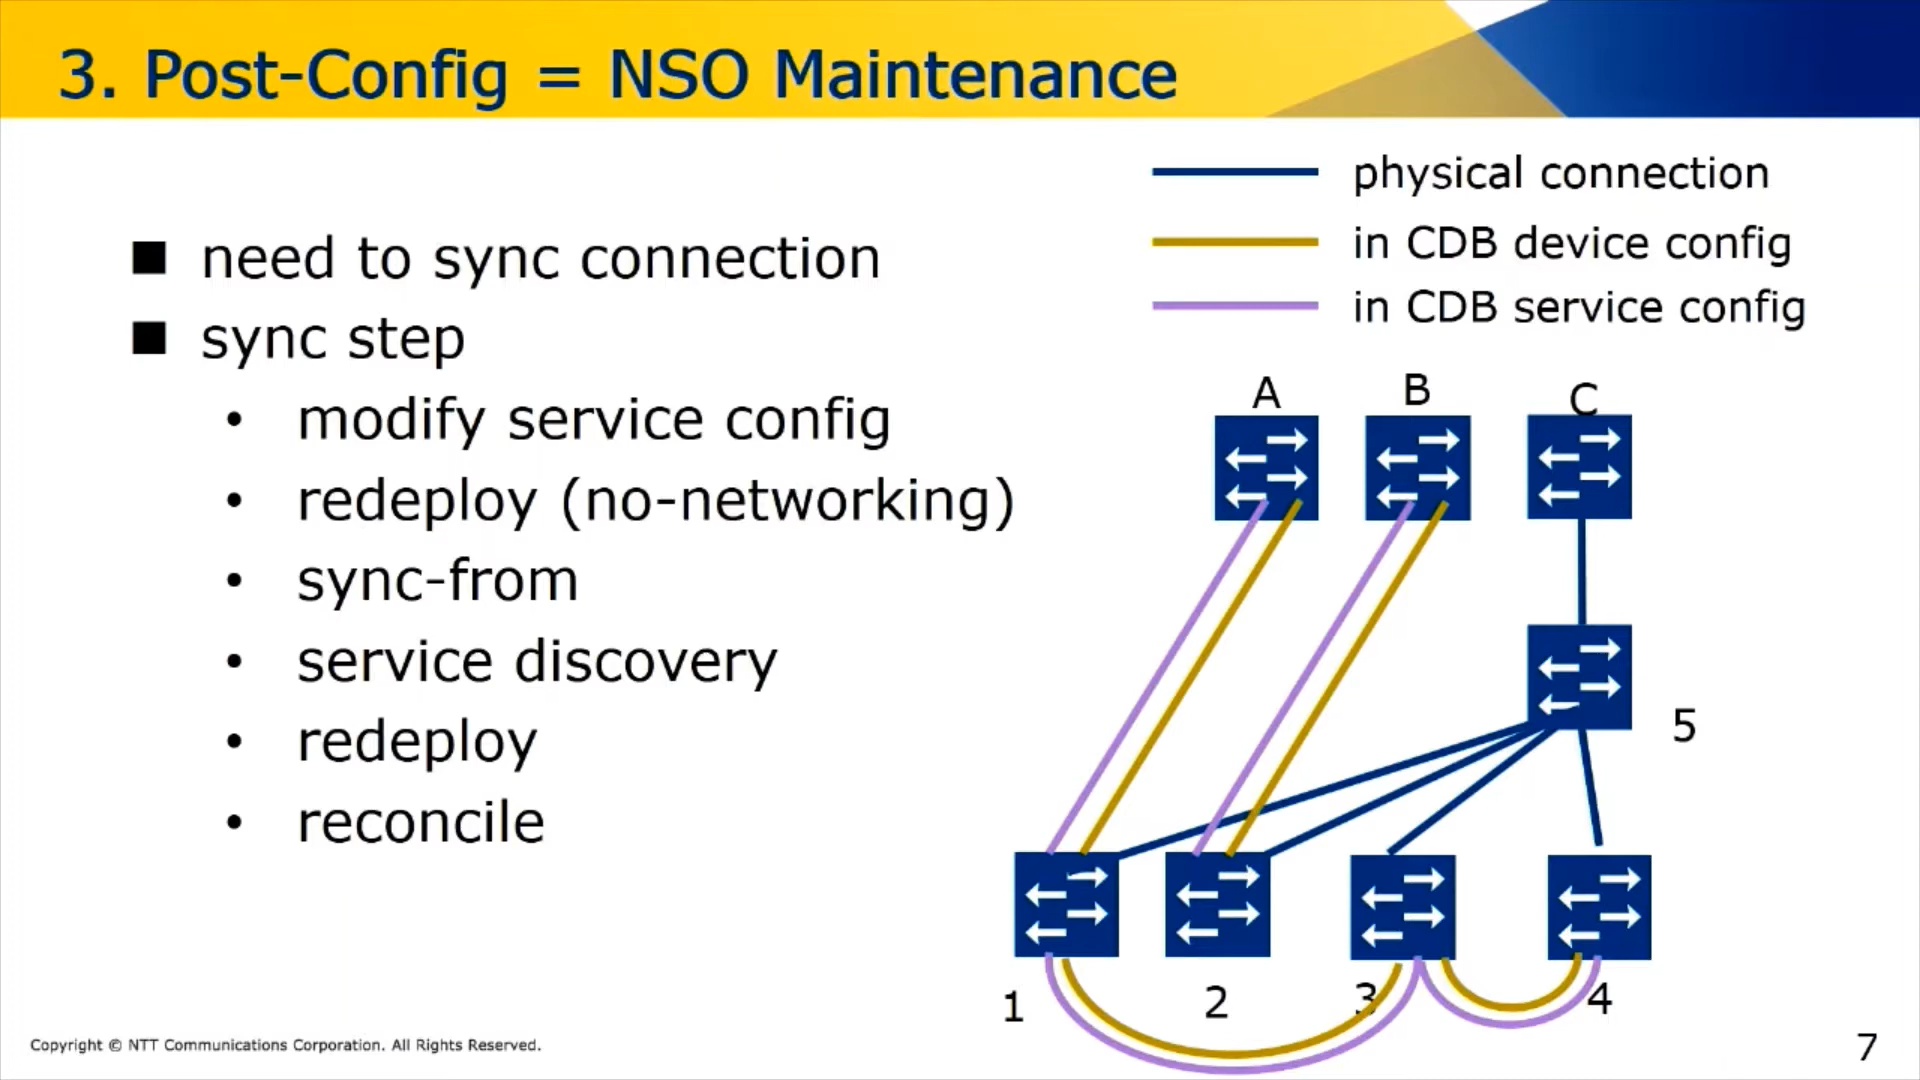 3. Post-Config = NSO Maintenance
physical connection
in CDB device config
in CDB service config
■ need to sync connection
■ sync step
• modify service config
• redeploy (no-networking)
• sync-from
• service discovery
• redeploy
• reconcile
A
B
C
5
1
2
3
4
Copyright © NTT Communications Corporation. All Rights Reserved.
7